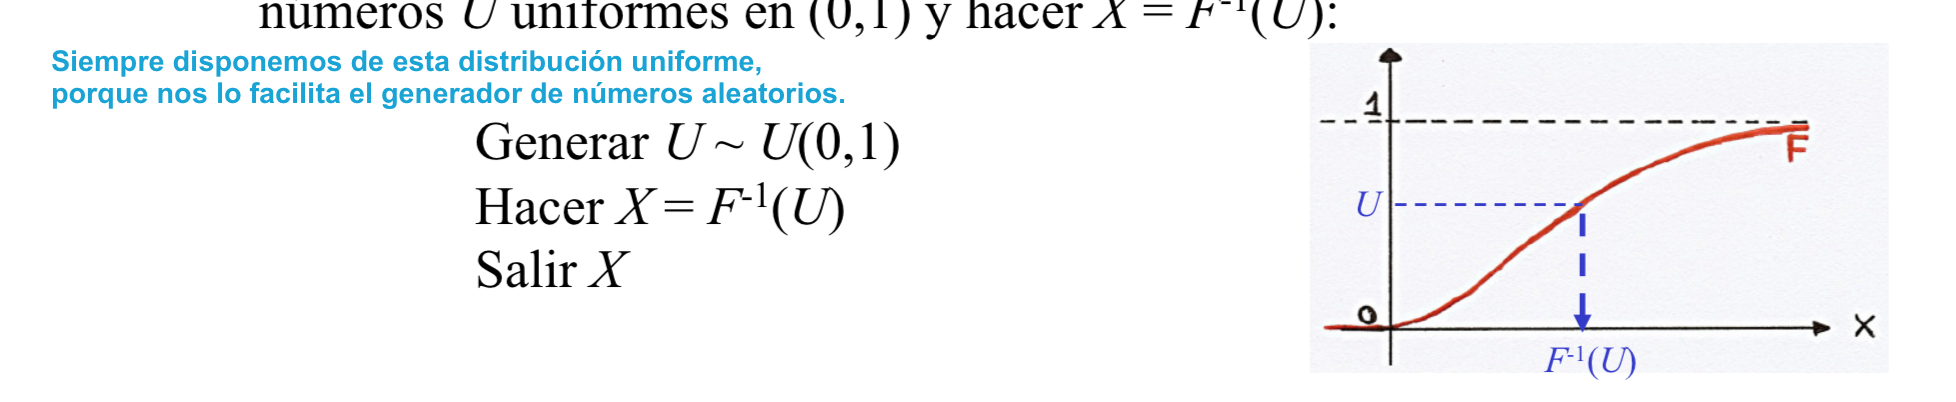 números U uniformes en (0,1) y hacer X = F⁻¹(U):
Siempre disponemos de esta distribución uniforme,
porque nos lo facilita el generador de números aleatorios.
Generar U ~ U(0,1)
Hacer X = F⁻¹(U)
Salir X
1
F
U
0
X
F⁻¹(U)